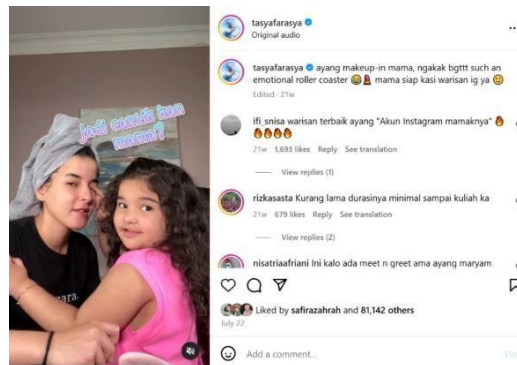 jadi cantik kan
mama?
zara.
tasyafarasya
Original audio
tasyafarasya ayang makeup-in mama, ngakak bgttt such an
emotional roller coaster 😭💄 mama siap kasi warisan ig ya 😊
Edited · 21w
ifi_snisa warisan terbaik ayang "Akun Instagram mamaknya" 🔥
🔥🔥🔥🔥
21w 1,693 likes Reply See translation
View replies (1)
rizkasasta Kurang lama durasinya minimal sampai kuliah ka
21w 679 likes Reply See translation
View replies (2)
nisatriaafriani Ini kalo ada meet n greet ama ayang maryam
Liked by safirazahrah and 81,142 others
July 22
Add a comment...